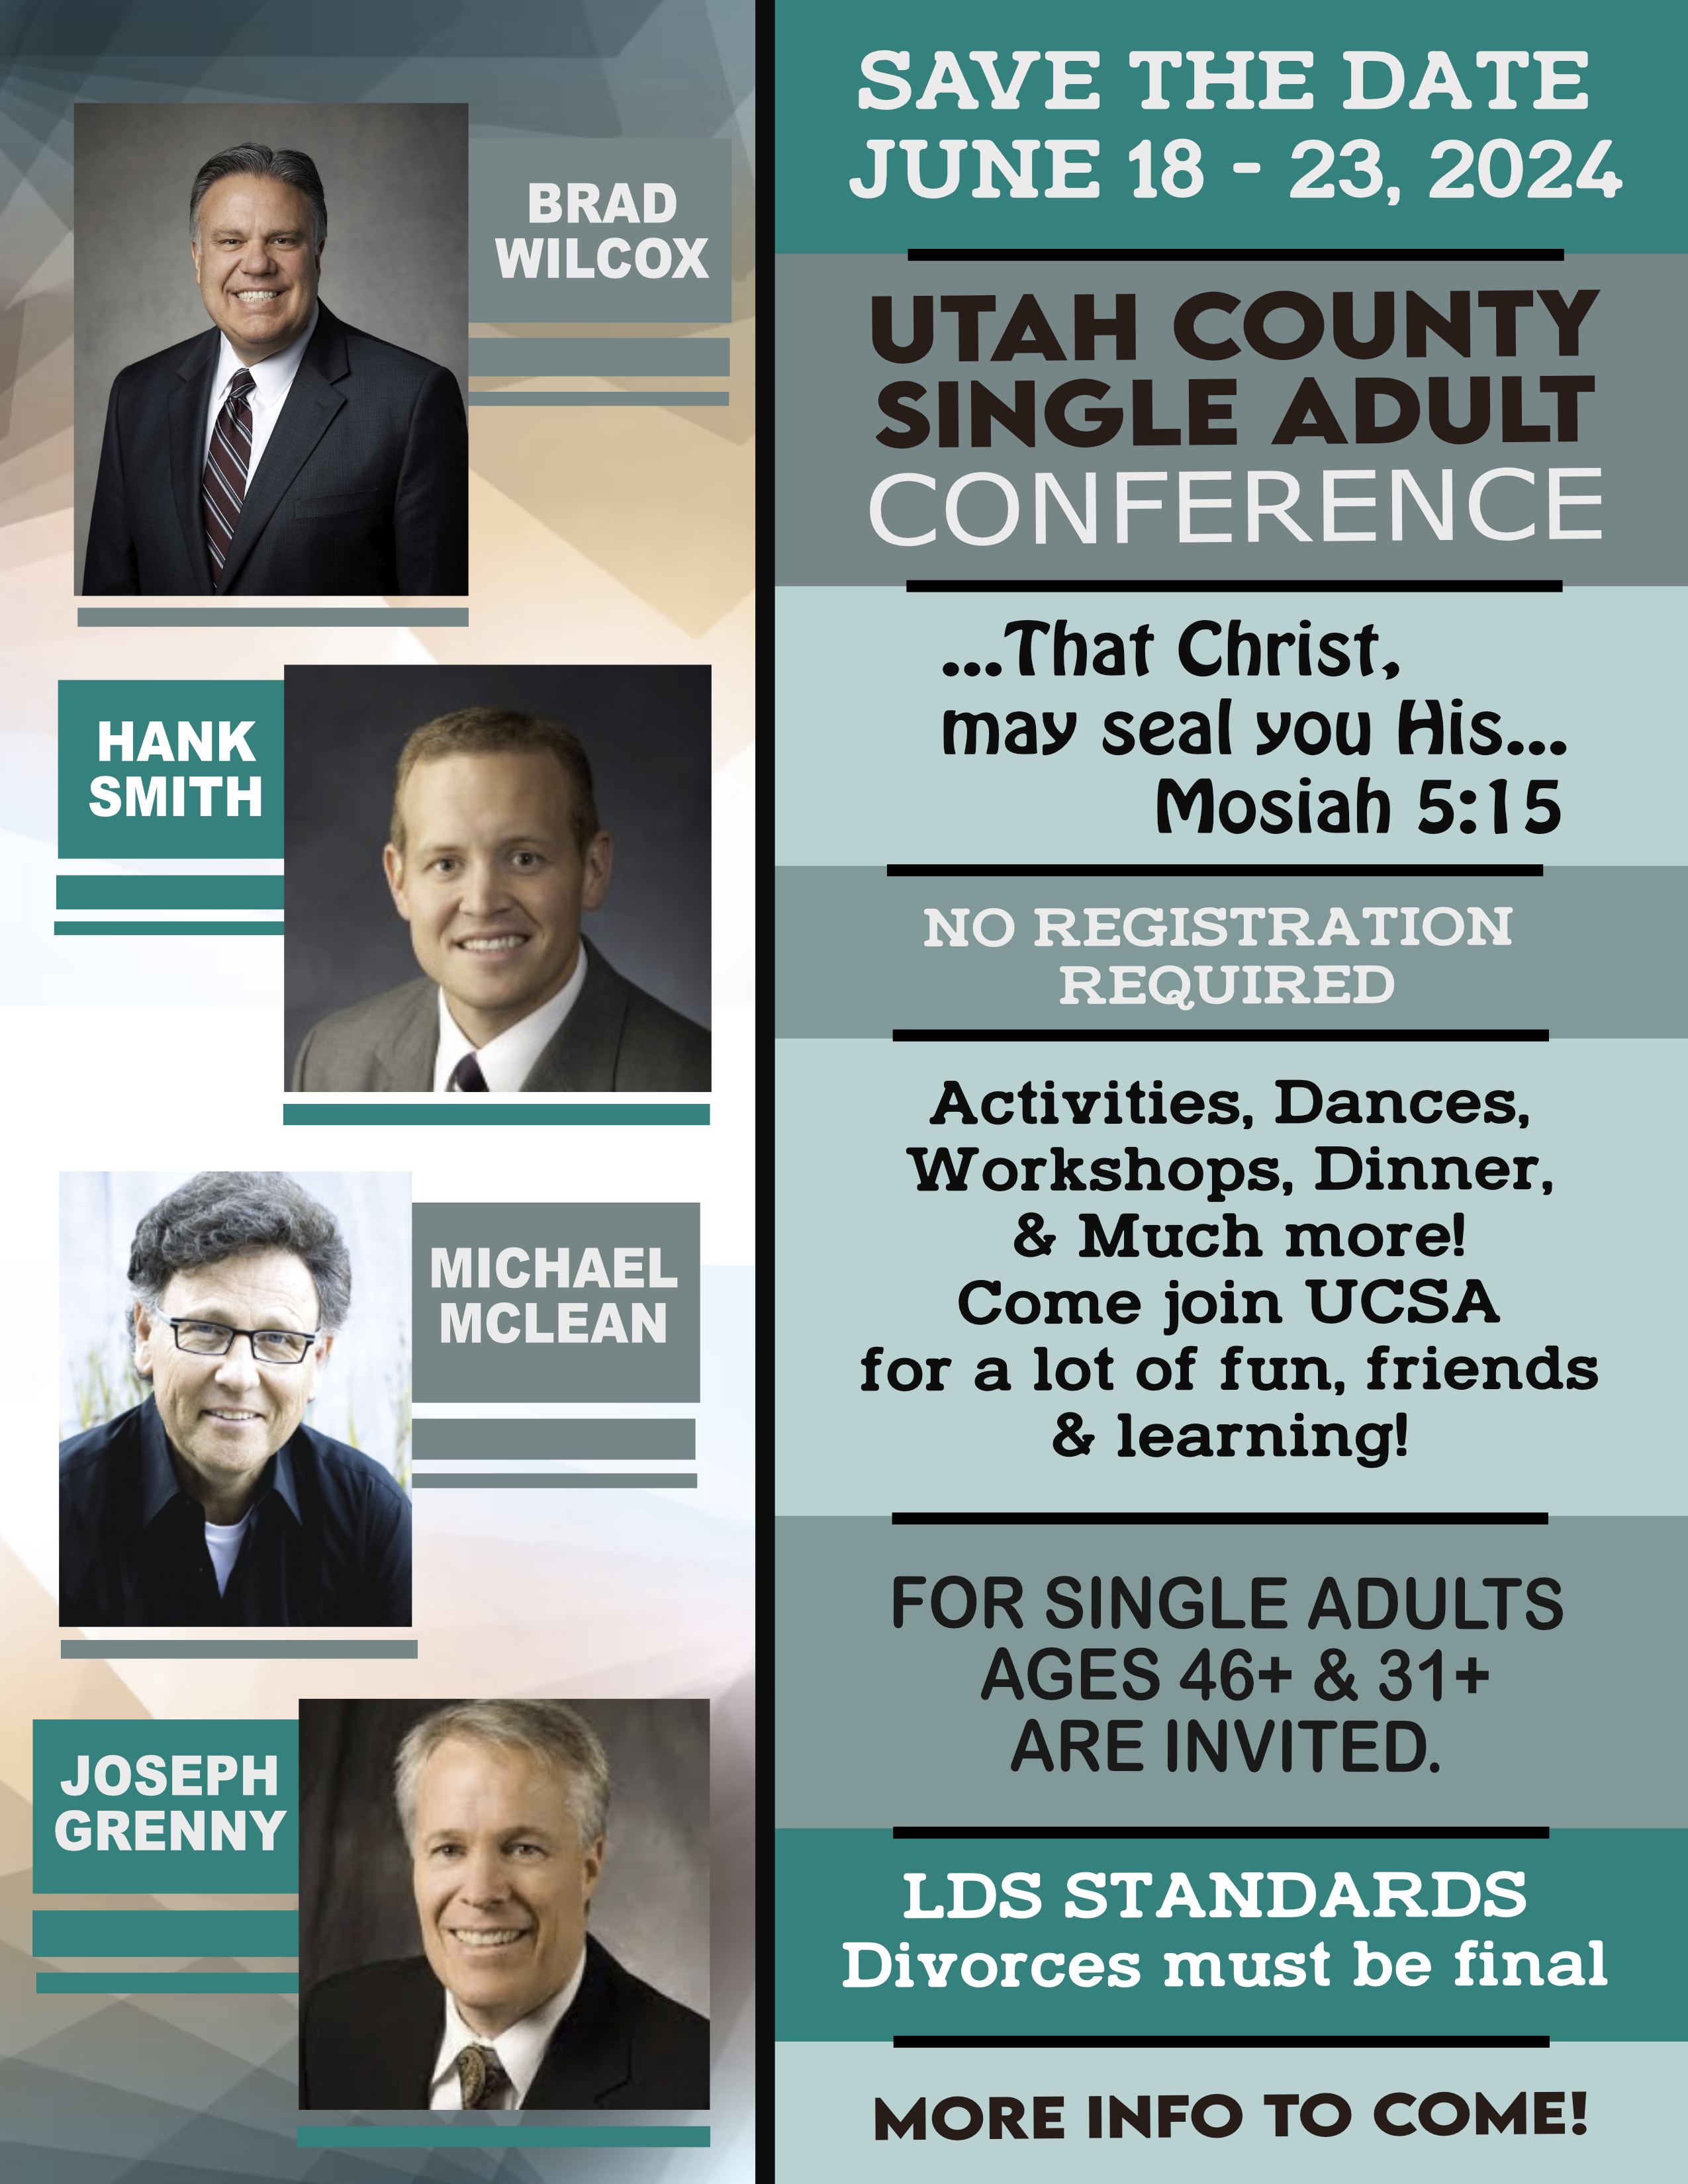 BRAD
WILCOX
HANK
SMITH
MICHAEL
MCLEAN
JOSEPH
GRENNY
SAVE THE DATE
JUNE 18 - 23, 2024
UTAH COUNTY
SINGLE ADULT
CONFERENCE
...That Christ,
may seal you His...
Mosiah 5:15
NO REGISTRATION
REQUIRED
Activities, Dances,
Workshops, Dinner,
& Much more!
Come join UCSA
for a lot of fun, friends
& learning!
FOR SINGLE ADULTS
AGES 46+ & 31+
ARE INVITED.
LDS STANDARDS
Divorces must be final
MORE INFO TO COME!